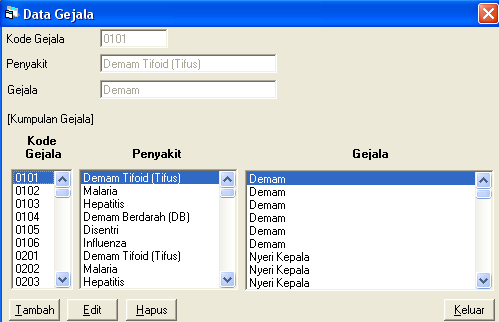 Data Gejala
Kode Gejala 0101
Penyakit Demam Tifoid (Tifus)
Gejala Demam
[Kumpulan Gejala]
Kode Gejala Penyakit Gejala
0101 Demam Tifoid (Tifus) Demam
0102 Malaria Demam
0103 Hepatitis Demam
0104 Demam Berdarah (DB) Demam
0105 Disentri Demam
0106 Influenza Demam
0201 Demam Tifoid (Tifus) Nyeri Kepala
0202 Malaria Nyeri Kepala
0203 Hepatitis Nyeri Kepala
Tambah Edit Hapus Keluar